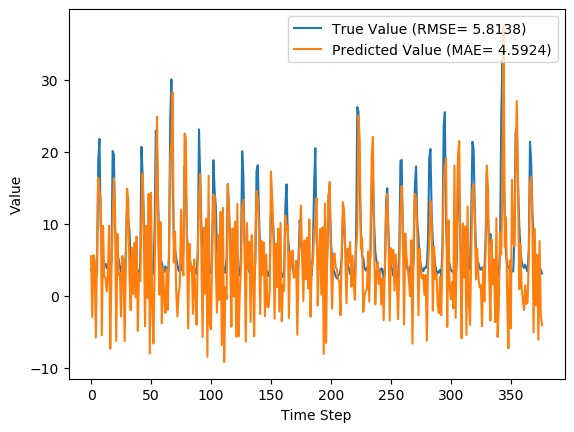 True Value (RMSE= 5.8138)
Predicted Value (MAE= 4.5924)
Value
30
20
10
0
−10
0 50 100 150 200 250 300 350
Time Step